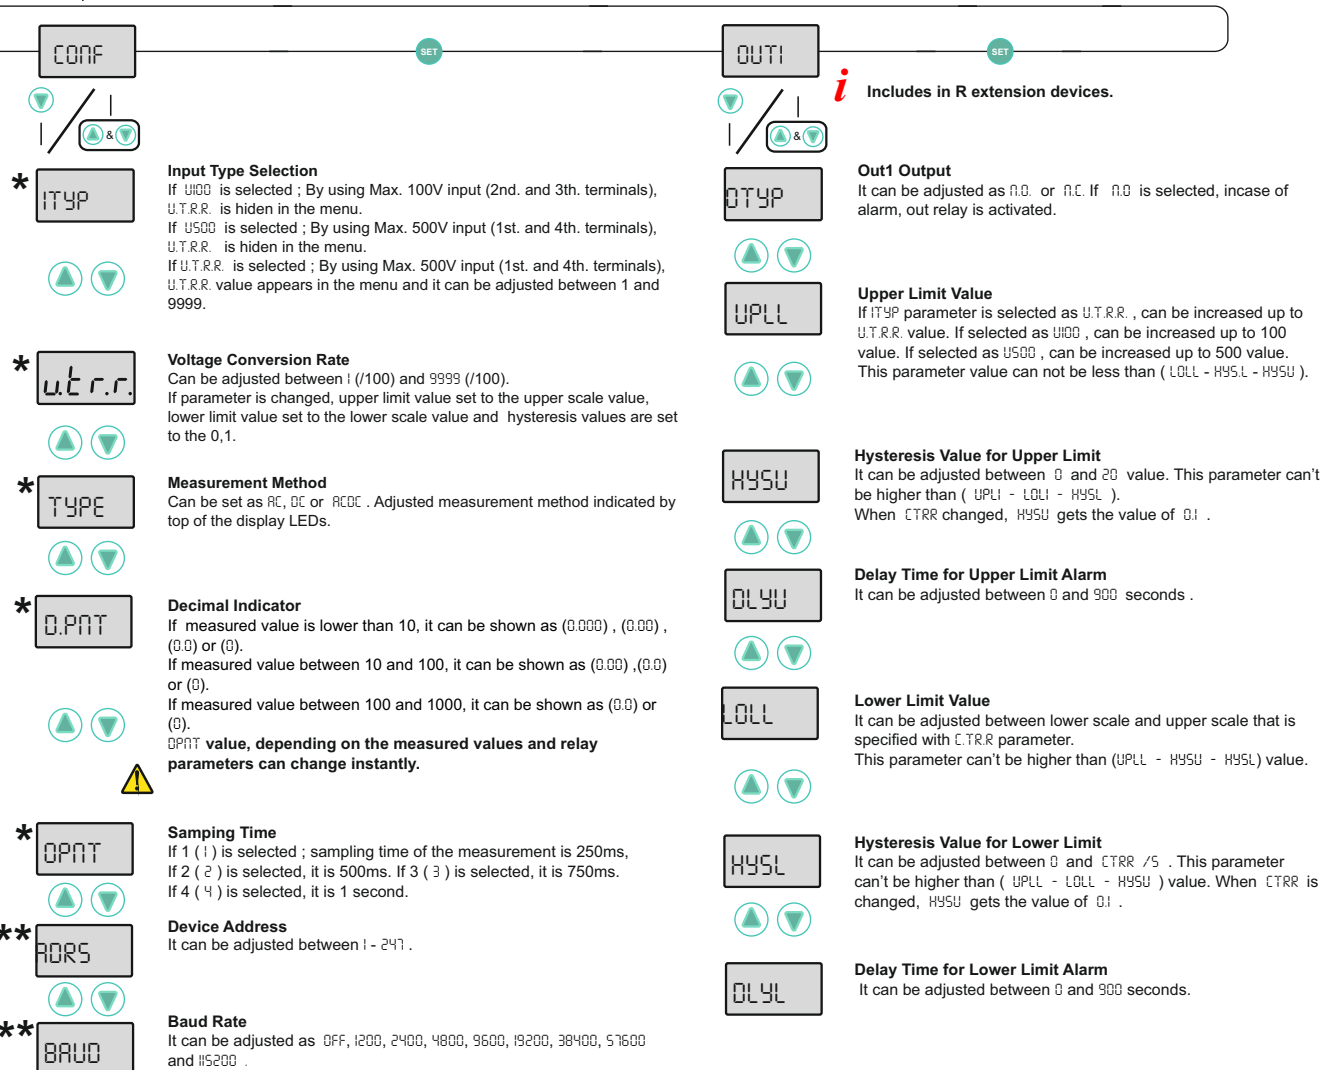 CONF
SET
&
*
ITYP
Input Type Selection
If U100 is selected ; By using Max. 100V input (2nd. and 3th. terminals),
U.T.R.R. is hiden in the menu.
If U500 is selected ; By using Max. 500V input (1st. and 4th. terminals),
U.T.R.R. is hiden in the menu.
If U.T.R.R. is selected ; By using Max. 500V input (1st. and 4th. terminals),
U.T.R.R. value appears in the menu and it can be adjusted between 1 and
9999.
*
u.t.r.r.
Voltage Conversion Rate
Can be adjusted between 1 (/100) and 9999 (/100).
If parameter is changed, upper limit value set to the upper scale value,
lower limit value set to the lower scale value and hysteresis values are set
to the 0,1.
*
TYPE
Measurement Method
Can be set as AC, DC or ACDC . Adjusted measurement method indicated by
top of the display LEDs.
*
D.PNT
Decimal Indicator
If measured value is lower than 10, it can be shown as (0.000) , (0.00) ,
(0.0) or (0).
If measured value between 10 and 100, it can be shown as (0.00) ,(0.0)
or (0).
If measured value between 100 and 1000, it can be shown as (0.0) or
(0).
DPNT value, depending on the measured values and relay
parameters can change instantly.
*
DPNT
Sampling Time
If 1 ( 1 ) is selected ; sampling time of the measurement is 250ms,
If 2 ( 2 ) is selected, it is 500ms. If 3 ( 3 ) is selected, it is 750ms.
If 4 ( 4 ) is selected, it is 1 second.
**
ADRS
Device Address
It can be adjusted between 1 - 247 .
**
BAUD
Baud Rate
It can be adjusted as OFF, 1200, 2400, 4800, 9600, 19200, 38400, 57600
and 115200 .
OUT1
SET
i Includes in R extension devices.
&
OTYP
Out1 Output
It can be adjusted as N.O. or N.C. If N.O is selected, incase of
alarm, out relay is activated.
UPLL
Upper Limit Value
If ITYP parameter is selected as U.T.R.R. , can be increased up to
U.T.R.R. value. If selected as U100 , can be increased up to 100
value. If selected as U500 , can be increased up to 500 value.
This parameter value can not be less than ( LOLL - HYS.L - HYSU ).
HYSU
Hysteresis Value for Upper Limit
It can be adjusted between 0 and 20 value. This parameter can't
be higher than ( UPL1 - LOL1 - HYSL ).
When CTRR changed, HYSU gets the value of 0.1 .
DLYU
Delay Time for Upper Limit Alarm
It can be adjusted between 0 and 900 seconds .
LOLL
Lower Limit Value
It can be adjusted between lower scale and upper scale that is
specified with C.TR.R parameter.
This parameter can't be higher than (UPLL - HYSU - HYSL) value.
HYSL
Hysteresis Value for Lower Limit
It can be adjusted between 0 and CTRR /5 . This parameter
can't be higher than ( UPLL - LOLL - HYSU ) value. When CTRR is
changed, HYSU gets the value of 0.1 .
DLYL
Delay Time for Lower Limit Alarm
It can be adjusted between 0 and 900 seconds.